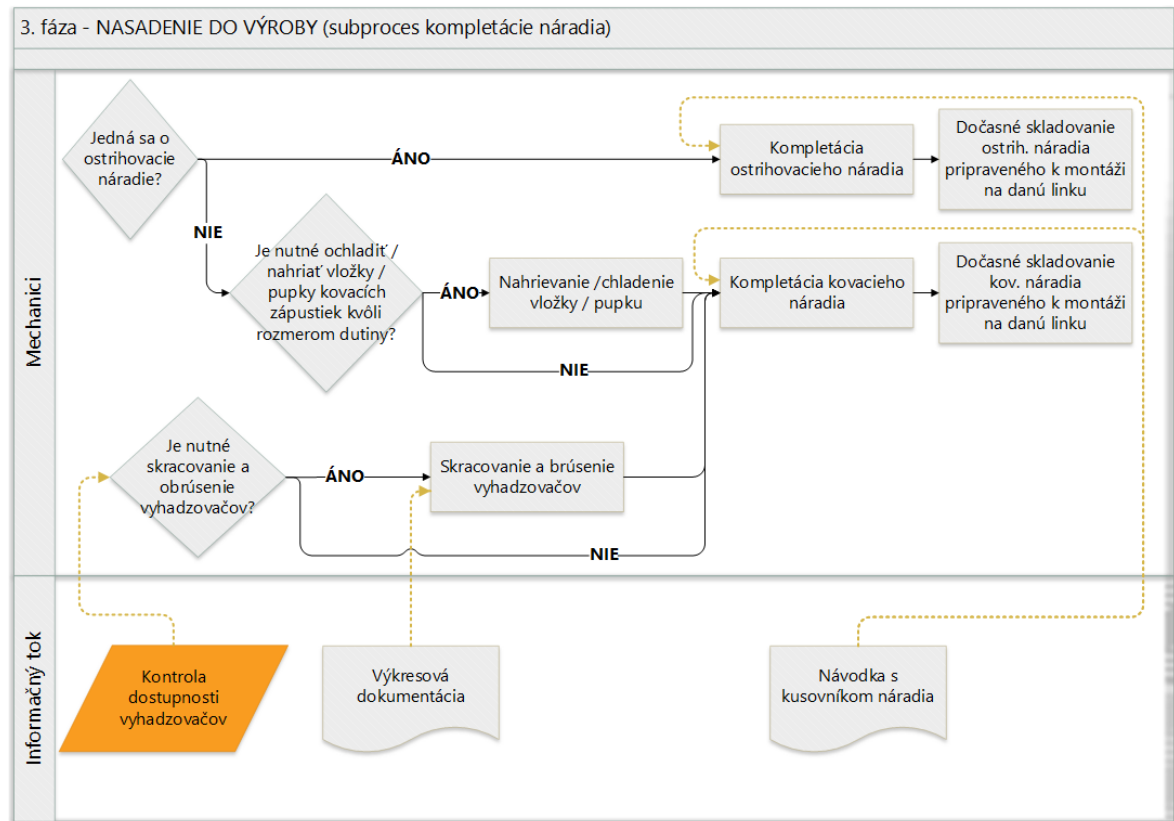 3. fáza - NASADENIE DO VÝROBY (subproces kompletácie náradia)
Mechanici
Jedná sa o
ostrihovacie
náradie?
ÁNO
NIE
Kompletácia
ostrihovacieho náradia
Dočasné skladovanie
ostrih. náradia
pripraveného k montáži
na danú linku
Je nutné ochladiť /
nahriať vložky /
pupky kovacích
zápustiek kvôli
rozmerom dutiny?
ÁNO
NIE
Nahrievanie /chladenie
vložky / pupku
Kompletácia kovacieho
náradia
Dočasné skladovanie
kov. náradia
pripraveného k montáži
na danú linku
Je nutné
skracovanie a
obrúsenie
vyhadzovačov?
ÁNO
NIE
Skracovanie a brúsenie
vyhadzovačov
Informačný tok
Kontrola
dostupnosti
vyhadzovačov
Výkresová
dokumentácia
Návodka s
kusovníkom náradia